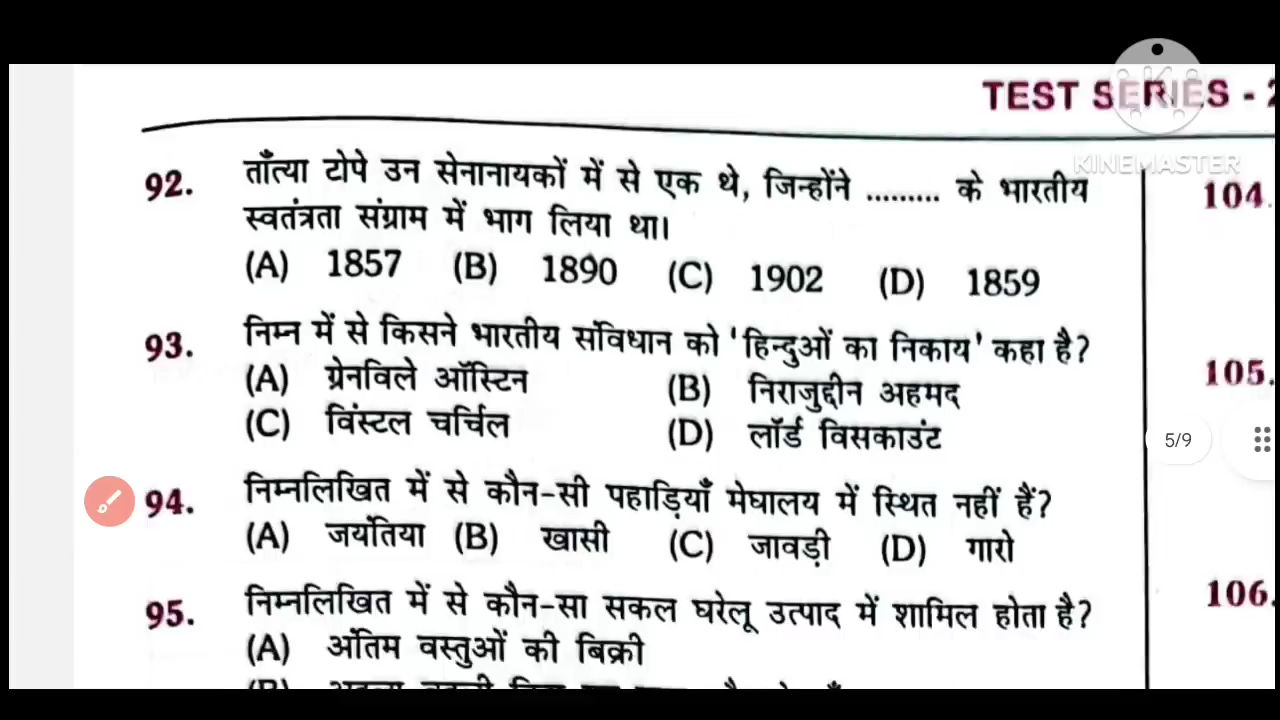 TEST SERIES - 2
KINEMASTER
92. ताँत्या टोपे उन सेनानायकों में से एक थे, जिन्होंने ......... के भारतीय
स्वतंत्रता संग्राम में भाग लिया था।
(A) 1857 (B) 1890 (C) 1902 (D) 1859
93. निम्न में से किसने भारतीय संविधान को 'हिन्दुओं का निकाय' कहा है?
(A) ग्रेनविले ऑस्टिन (B) निराजुद्दीन अहमद
(C) विंस्टल चर्चिल (D) लॉर्ड विसकाउंट
94. निम्नलिखित में से कौन-सी पहाड़ियाँ मेघालय में स्थित नहीं हैं?
(A) जयंतिया (B) खासी (C) जावड़ी (D) गारो
95. निम्नलिखित में से कौन-सा सकल घरेलू उत्पाद में शामिल होता है?
(A) अंतिम वस्तुओं की बिक्री
(B)
104.
105.
5/9
106.